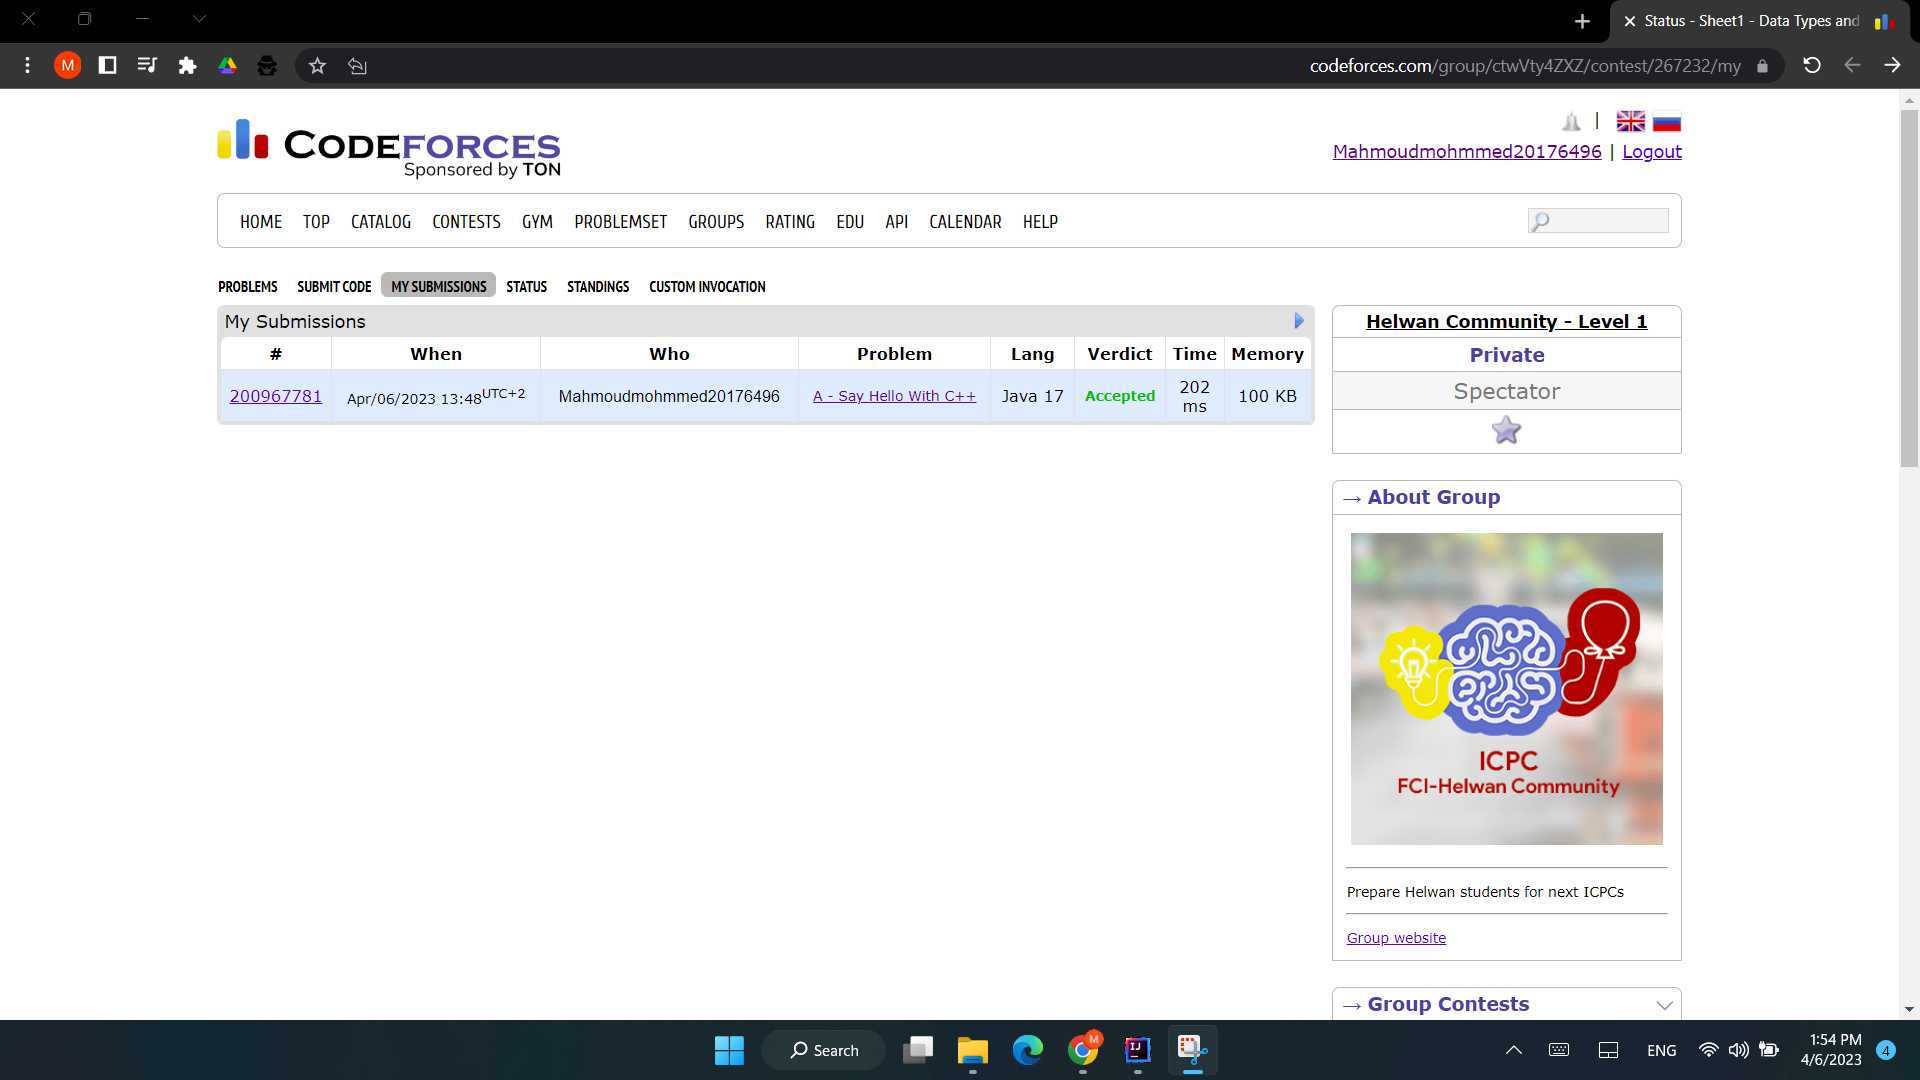 Status - Sheet1 - Data Types and
M
codeforces.com/group/ctwVty4ZXZ/contest/267232/my
CODEFORCES
Sponsored by TON
|
Mahmoudmohmmed20176496 | Logout
HOME TOP CATALOG CONTESTS GYM PROBLEMSET GROUPS RATING EDU API CALENDAR HELP
PROBLEMS SUBMIT CODE MY SUBMISSIONS STATUS STANDINGS CUSTOM INVOCATION
My Submissions
# When Who Problem Lang Verdict Time Memory
200967781 Apr/06/2023 13:48UTC+2 Mahmoudmohmmed20176496 A - Say Hello With C++ Java 17 Accepted 202 ms 100 KB
Helwan Community - Level 1
Private
Spectator
→ About Group
ICPC
FCI-Helwan Community
Prepare Helwan students for next ICPCs
Group website
→ Group Contests
Search
M
IJ
ENG
1:54 PM
4/6/2023
4